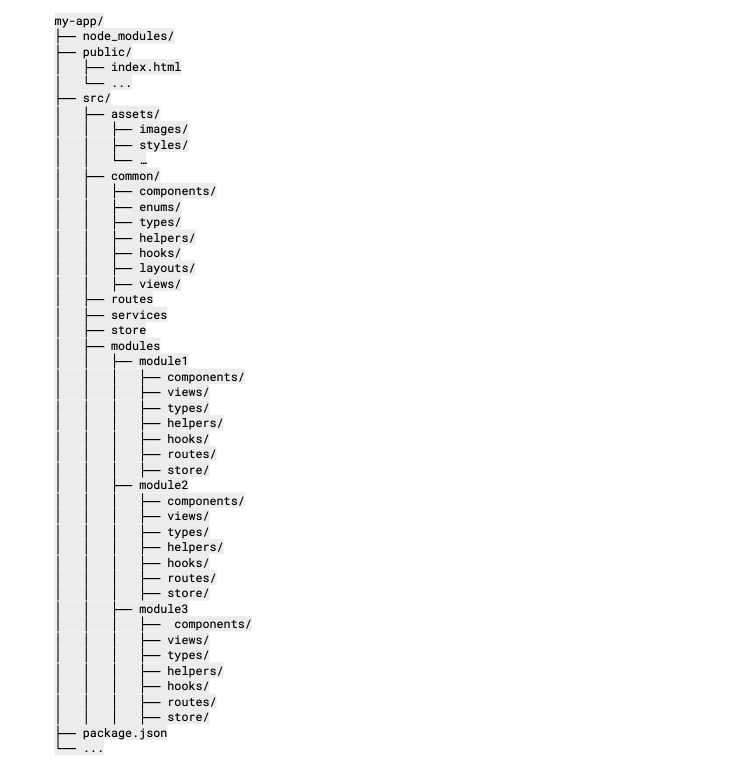 my-app/
├── node_modules/
├── public/
│   ├── index.html
│   └── ...
├── src/
│   ├── assets/
│   │   ├── images/
│   │   ├── styles/
│   │   └── …
│   ├── common/
│   │   ├── components/
│   │   ├── enums/
│   │   ├── types/
│   │   ├── helpers/
│   │   ├── hooks/
│   │   ├── layouts/
│   │   ├── views/
│   ├── routes
│   ├── services
│   ├── store
│   ├── modules
│   │   ├── module1
│   │   │   ├── components/
│   │   │   ├── views/
│   │   │   ├── types/
│   │   │   ├── helpers/
│   │   │   ├── hooks/
│   │   │   ├── routes/
│   │   │   ├── store/
│   │   ├── module2
│   │   │   ├── components/
│   │   │   ├── views/
│   │   │   ├── types/
│   │   │   ├── helpers/
│   │   │   ├── hooks/
│   │   │   ├── routes/
│   │   │   ├── store/
│   │   ├── module3
│   │   │   ├──  components/
│   │   │   ├── views/
│   │   │   ├── types/
│   │   │   ├── helpers/
│   │   │   ├── hooks/
│   │   │   ├── routes/
│   │   │   ├── store/
├── package.json
└── ...